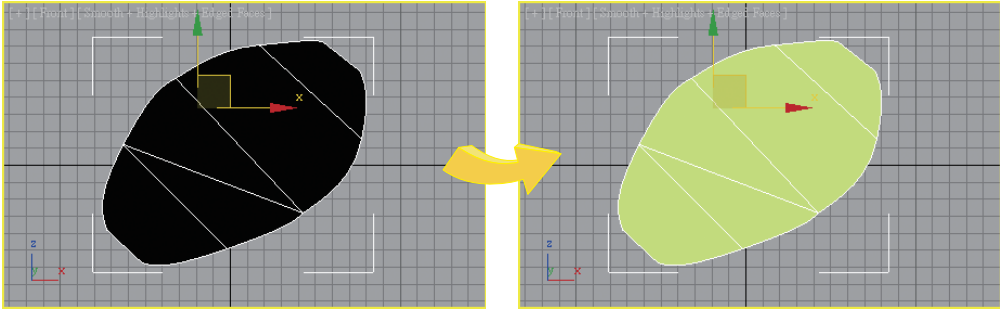 [ + ] [ Front ] [ Smooth + Highlights + Edged Faces ]
x
z
y
x
[ + ] [ Front ] [ Smooth + Highlights + Edged Faces ]
x
z
y
x